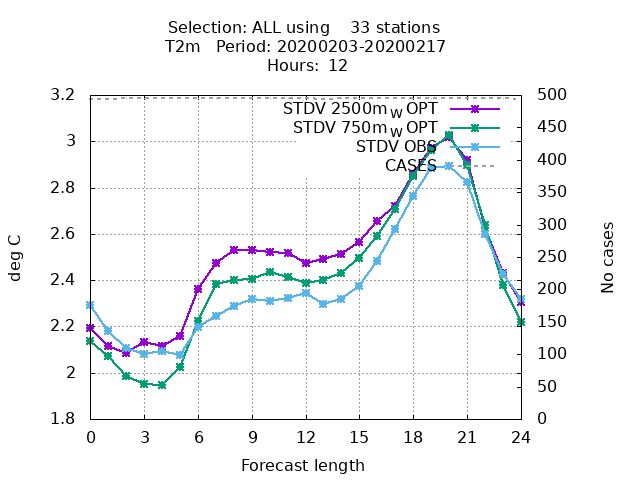 Selection: ALL using 33 stations
T2m Period: 20200203-20200217
Hours: 12
3.2
3
2.8
2.6
2.4
2.2
2
1.8
500
450
400
350
300
250
200
150
100
50
0
STDV 2500m W OPT
STDV 750m W OPT
STDV OBS
CASES
deg C
No cases
0 3 6 9 12 15 18 21 24
Forecast length